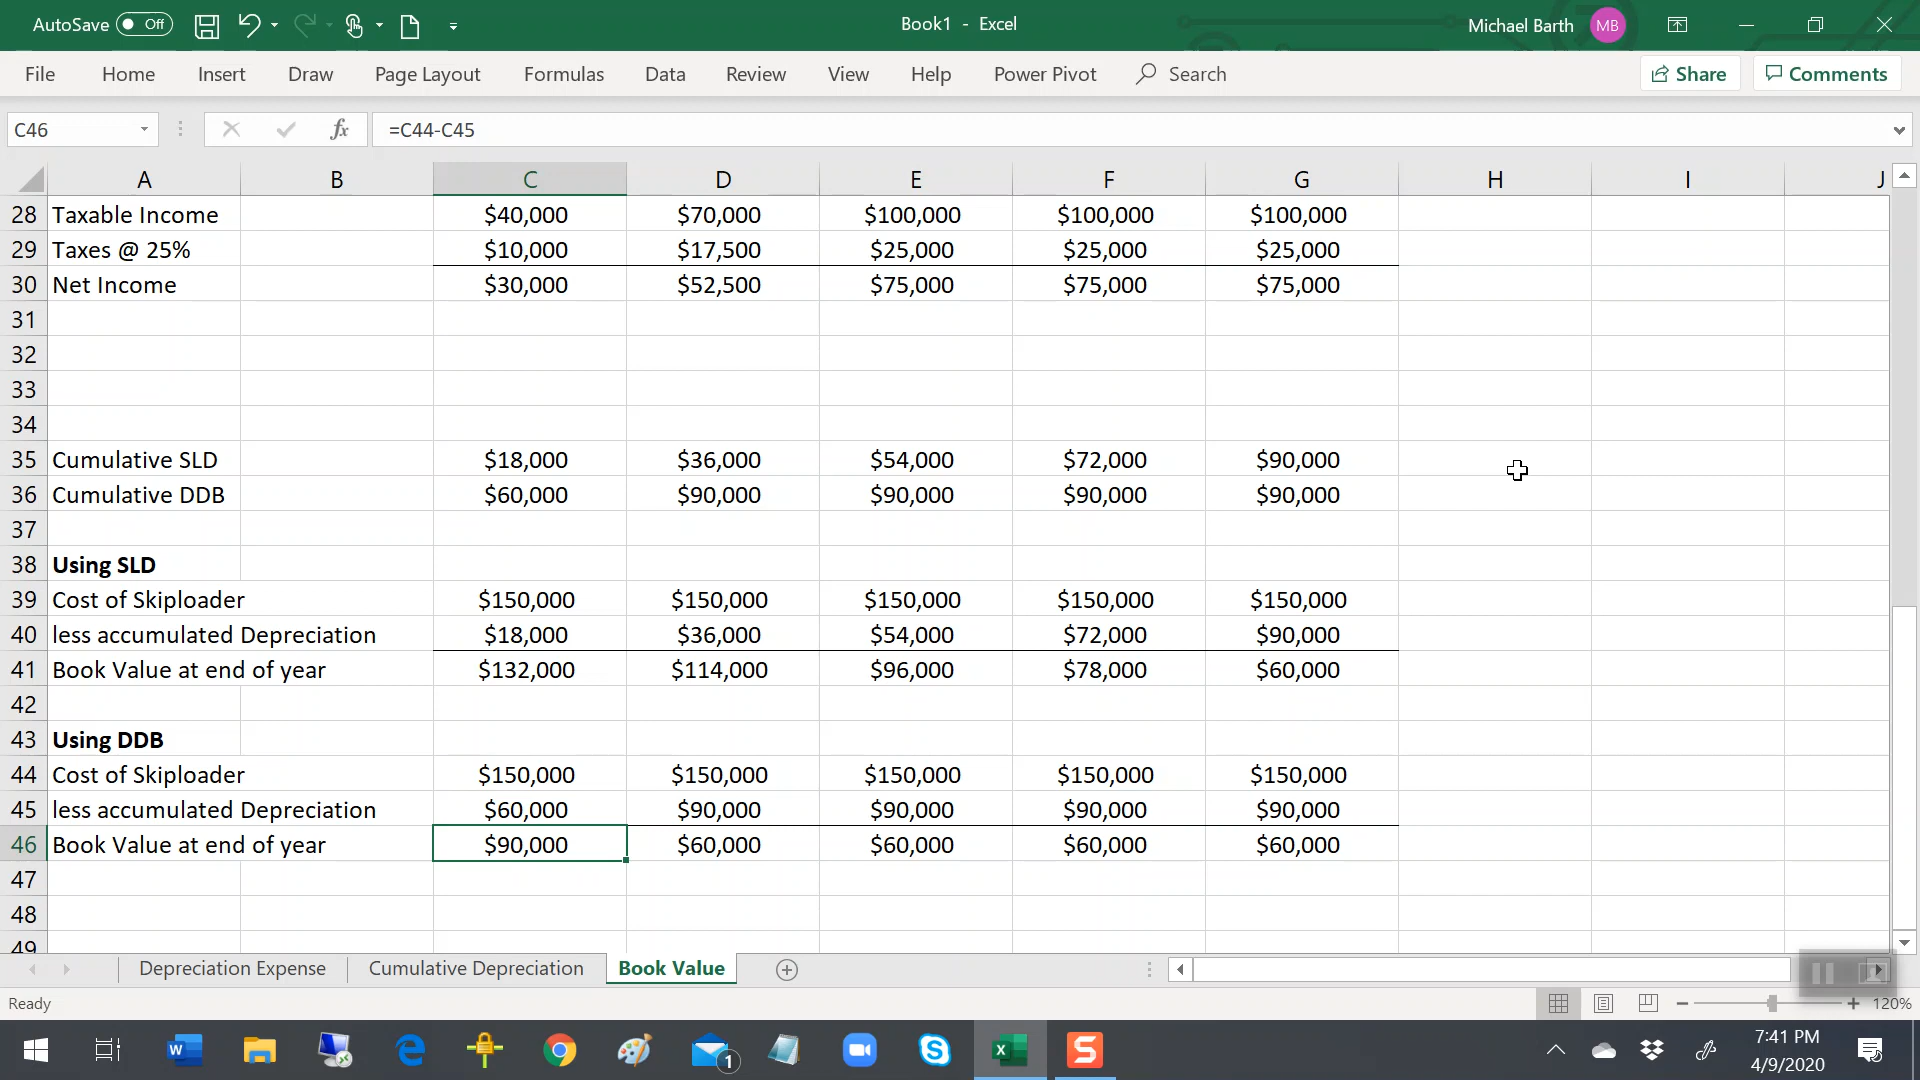 AutoSave Off Book1 - Excel Michael Barth MB
File Home Insert Draw Page Layout Formulas Data Review View Help Power Pivot Search Share Comments
C46 fx =C44-C45
A B C D E F G H I J
28 Taxable Income $40,000 $70,000 $100,000 $100,000 $100,000
29 Taxes @ 25% $10,000 $17,500 $25,000 $25,000 $25,000
30 Net Income $30,000 $52,500 $75,000 $75,000 $75,000
31
32
33
34
35 Cumulative SLD $18,000 $36,000 $54,000 $72,000 $90,000
36 Cumulative DDB $60,000 $90,000 $90,000 $90,000 $90,000
37
38 Using SLD
39 Cost of Skiploader $150,000 $150,000 $150,000 $150,000 $150,000
40 less accumulated Depreciation $18,000 $36,000 $54,000 $72,000 $90,000
41 Book Value at end of year $132,000 $114,000 $96,000 $78,000 $60,000
42
43 Using DDB
44 Cost of Skiploader $150,000 $150,000 $150,000 $150,000 $150,000
45 less accumulated Depreciation $60,000 $90,000 $90,000 $90,000 $90,000
46 Book Value at end of year $90,000 $60,000 $60,000 $60,000 $60,000
47
48
49
Depreciation Expense Cumulative Depreciation Book Value
Ready 120%
W 1 S X S 7:41 PM
4/9/2020